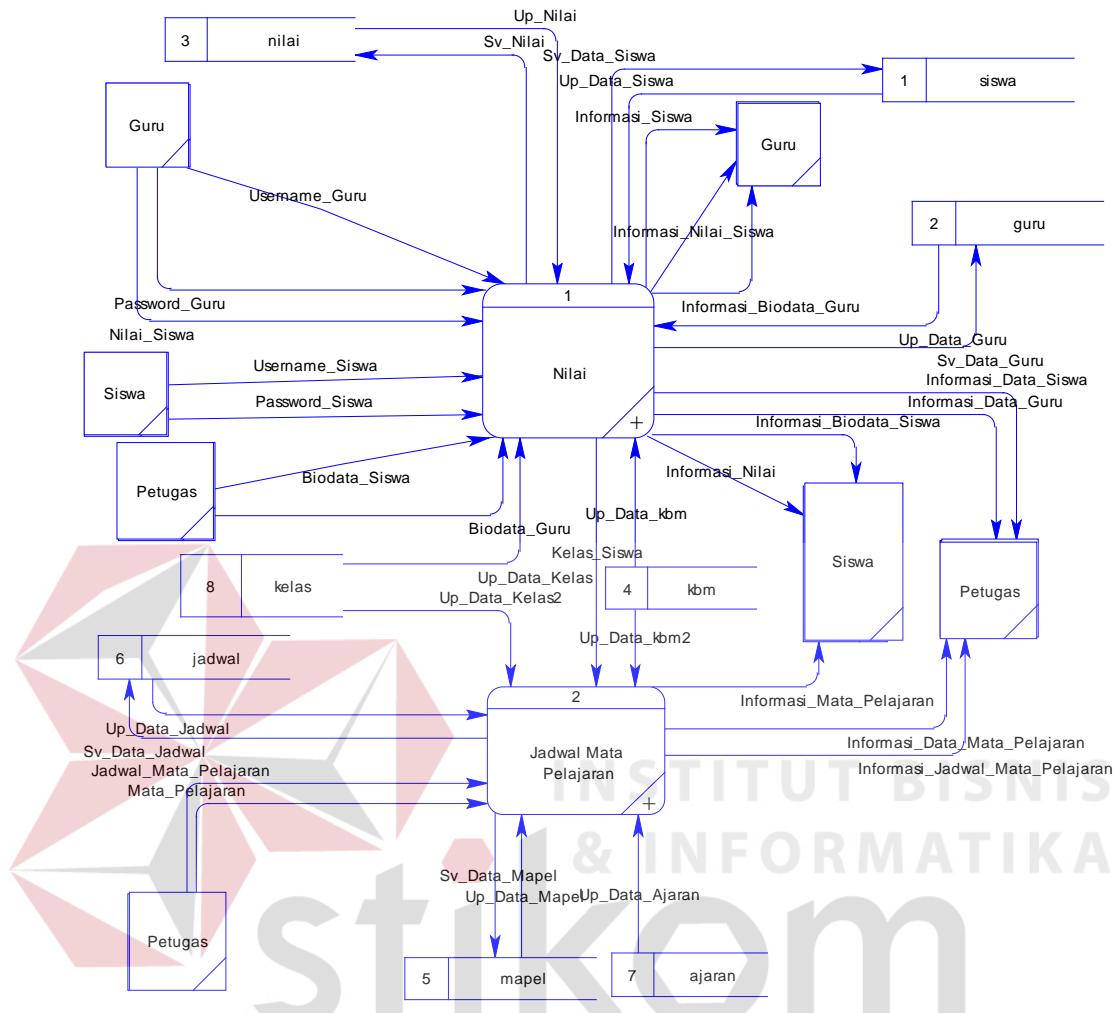 Up_Nilai
3
nilai
Sv_Nilai
Sv_Data_Siswa
Up_Data_Siswa
1
siswa
Informasi_Siswa
Guru
Guru
Username_Guru
Informasi_Nilai_Siswa
2
guru
1
Password_Guru
Informasi_Biodata_Guru
Nilai_Siswa
Up_Data_Guru
Sv_Data_Guru
Username_Siswa
Nilai
Informasi_Data_Siswa
Siswa
Password_Siswa
Informasi_Data_Guru
+
Informasi_Biodata_Siswa
Biodata_Siswa
Informasi_Nilai
Petugas
Up_Data_kbm
Biodata_Guru
Kelas_Siswa
Siswa
8
kelas
Up_Data_Kelas
4
kbm
Petugas
Up_Data_Kelas2
Up_Data_kbm2
6
jadwal
2
Informasi_Mata_Pelajaran
Up_Data_Jadwal
Sv_Data_Jadwal
Jadwal Mata
Pelajaran
Informasi_Data_Mata_Pelajaran
Jadwal_Mata_Pelajaran
Informasi_Jadwal_Mata_Pelajaran
Mata_Pelajaran
+
INSTITUT BISNIS
& INFORMATIKA
stikom
Sv_Data_Mapel
Up_Data_Mapel
Up_Data_Ajaran
Petugas
5
mapel
7
ajaran